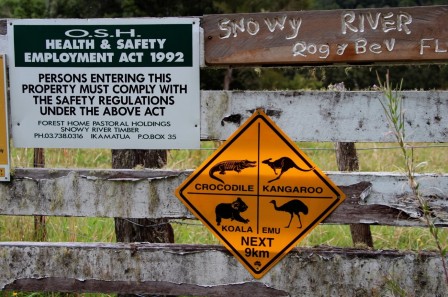 O.S.H.
HEALTH & SAFETY
EMPLOYMENT ACT 1992
PERSONS ENTERING THIS
PROPERTY MUST COMPLY WITH
THE SAFETY REGULATIONS
UNDER THE ABOVE ACT
FOREST HOME PASTORAL HOLDINGS
SNOWY RIVER TIMBER
PH.03.738.0316 IKAMATUA P.O.BOX 35
SNOWY RIVER
Rog & Bev FL
CROCODILE KANGAROO
KOALA EMU
NEXT
9km